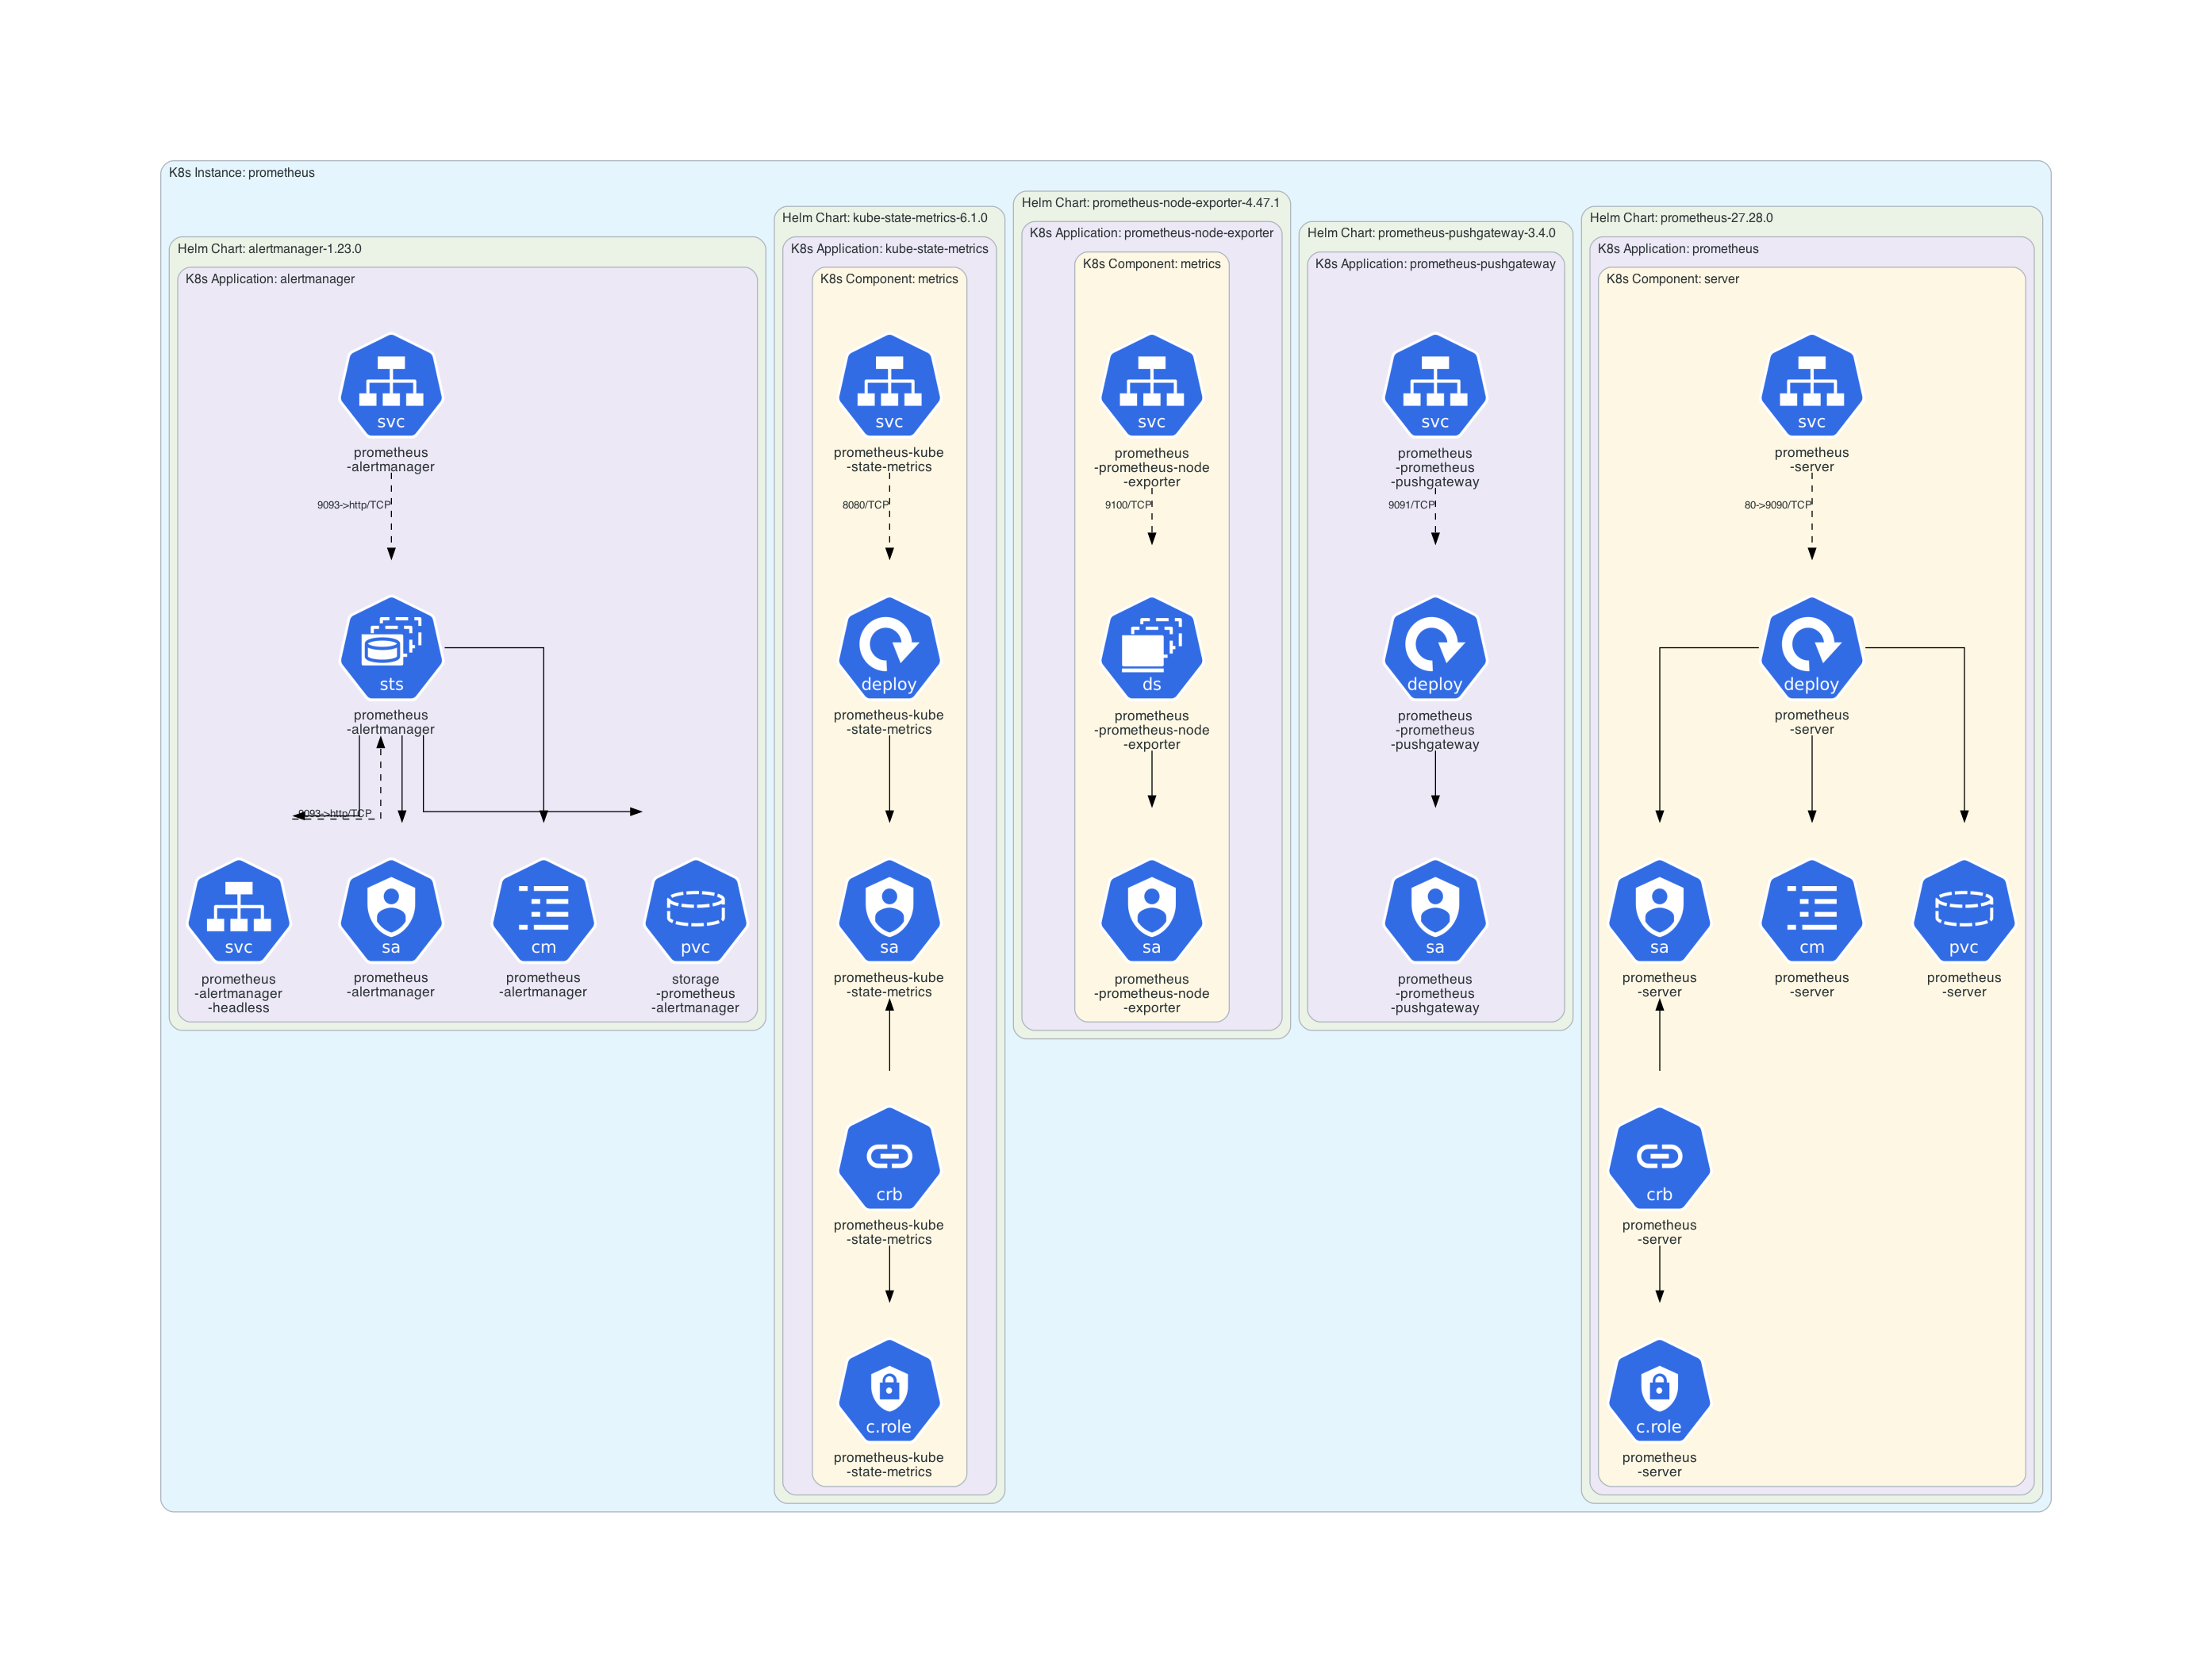 K8s Instance: prometheus
Helm Chart: alertmanager-1.23.0
K8s Application: alertmanager
svc
prometheus
-alertmanager
9093->http/TCP
sts
prometheus
-alertmanager
9093->http/TCP
svc
prometheus
-alertmanager
-headless
sa
prometheus
-alertmanager
cm
prometheus
-alertmanager
pvc
storage
-prometheus
-alertmanager
Helm Chart: kube-state-metrics-6.1.0
K8s Application: kube-state-metrics
K8s Component: metrics
svc
prometheus-kube
-state-metrics
8080/TCP
deploy
prometheus-kube
-state-metrics
sa
prometheus-kube
-state-metrics
crb
prometheus-kube
-state-metrics
c.role
prometheus-kube
-state-metrics
Helm Chart: prometheus-node-exporter-4.47.1
K8s Application: prometheus-node-exporter
K8s Component: metrics
svc
prometheus
-prometheus-node
-exporter
9100/TCP
ds
prometheus
-prometheus-node
-exporter
sa
prometheus
-prometheus-node
-exporter
Helm Chart: prometheus-pushgateway-3.4.0
K8s Application: prometheus-pushgateway
svc
prometheus
-prometheus
-pushgateway
9091/TCP
deploy
prometheus
-prometheus
-pushgateway
sa
prometheus
-prometheus
-pushgateway
Helm Chart: prometheus-27.28.0
K8s Application: prometheus
K8s Component: server
svc
prometheus
-server
80->9090/TCP
deploy
prometheus
-server
sa
prometheus
-server
cm
prometheus
-server
pvc
prometheus
-server
crb
prometheus
-server
c.role
prometheus
-server